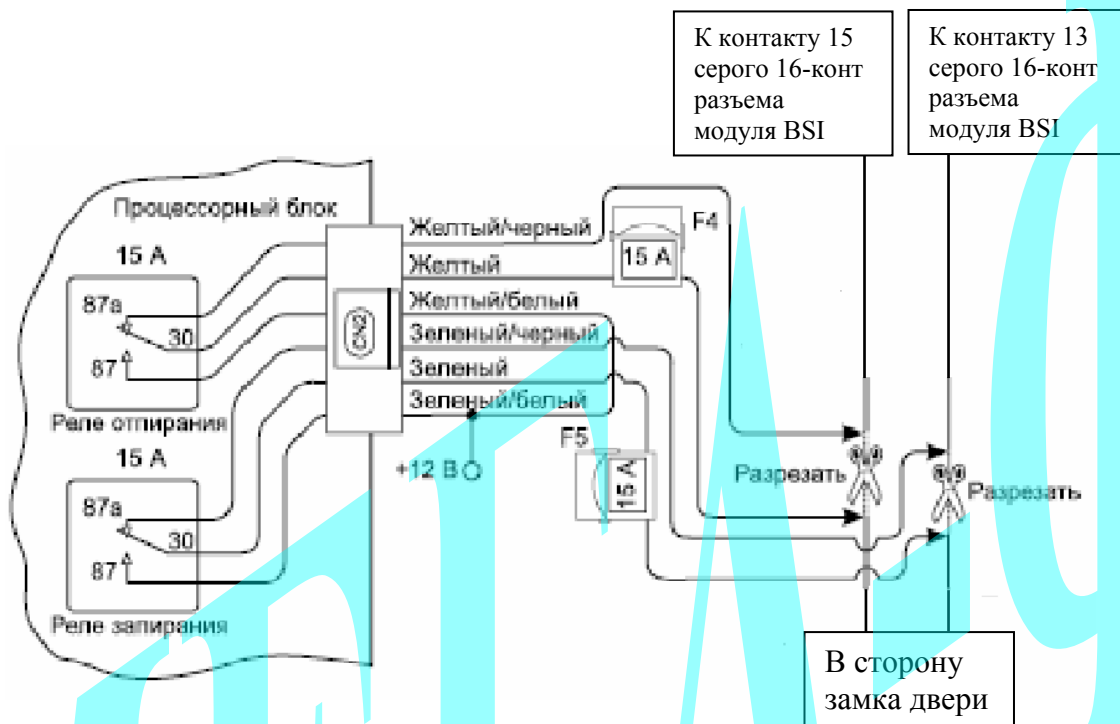 К контакту 15
серого 16-конт
разъема
модуля BSI
К контакту 13
серого 16-конт
разъема
модуля BSI
Процессорный блок
15 А
87а
30
87
Реле отпирания
15 А
87а
30
87
Реле запирания
CN2
Желтый/черный
Желтый
Желтый/белый
Зеленый/черный
Зеленый
Зеленый/белый
+12 В
F4
15 А
F5
15 А
Разрезать
Разрезать
В сторону
замка двери